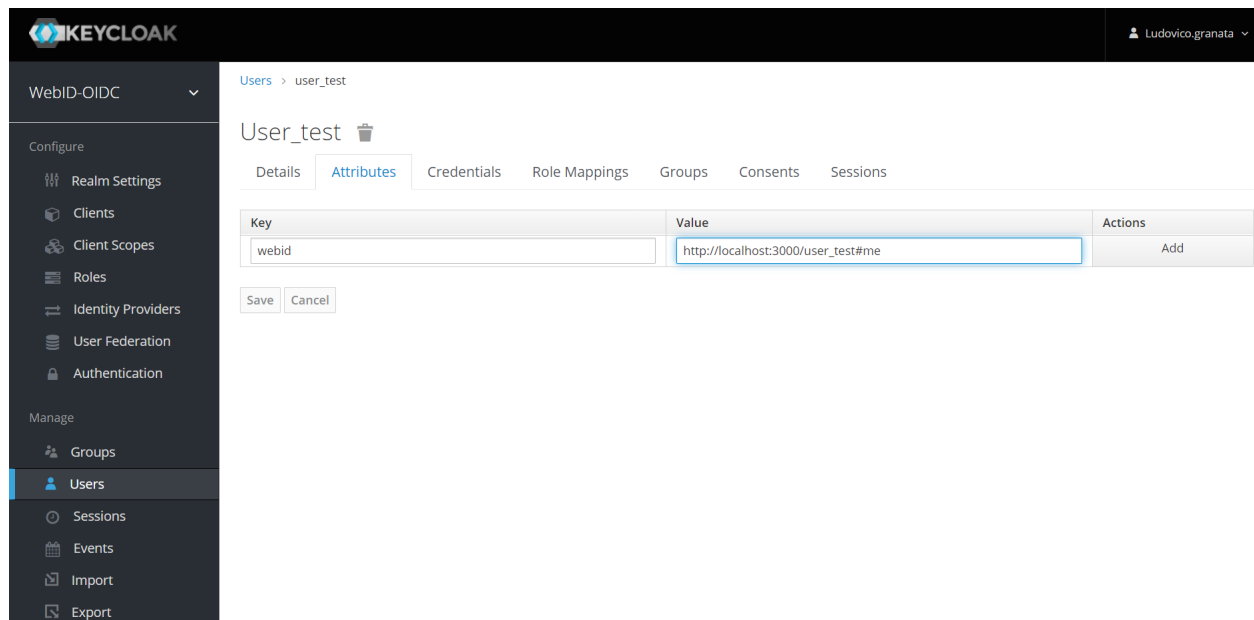 KEYCLOAK
Ludovico.granata
WebID-OIDC
Configure
Realm Settings
Clients
Client Scopes
Roles
Identity Providers
User Federation
Authentication
Manage
Groups
Users
Sessions
Events
Import
Export
Users > user_test
User_test
Details Attributes Credentials Role Mappings Groups Consents Sessions
Key Value Actions
webid http://localhost:3000/user_test#me Add
Save Cancel